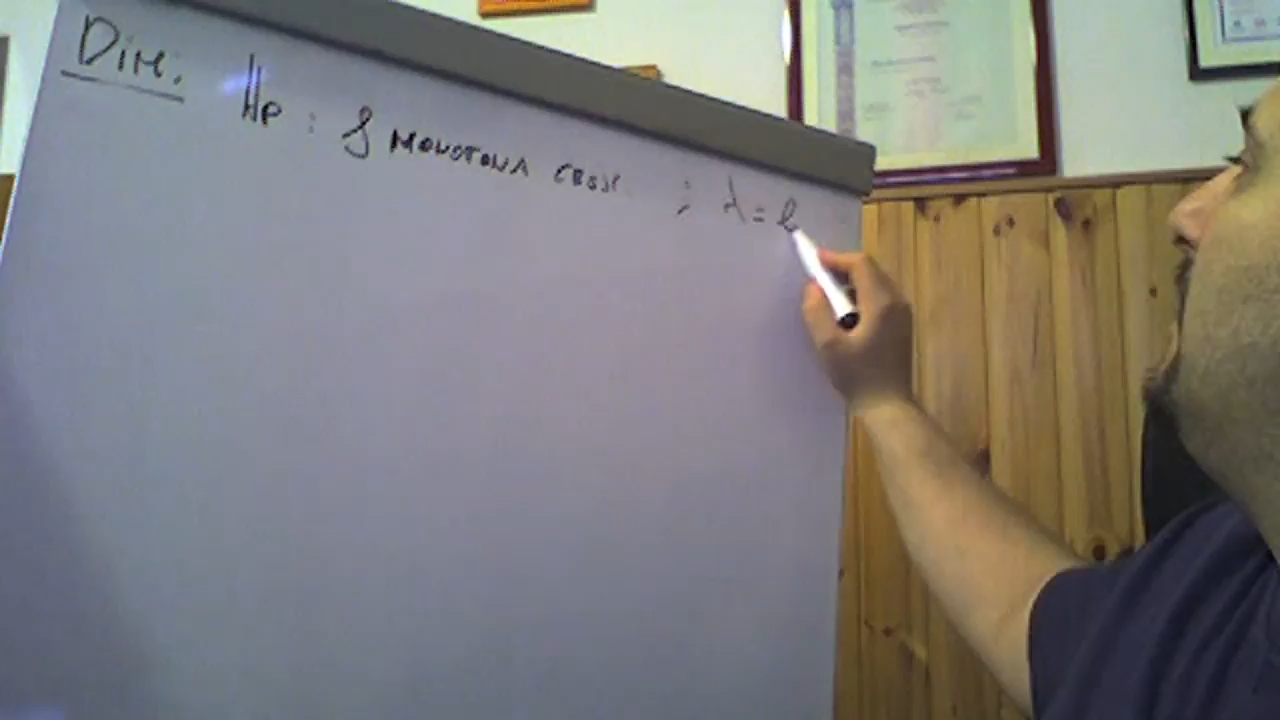 Dim.
Hp : f MONOTONA CRESC. ; λ = l